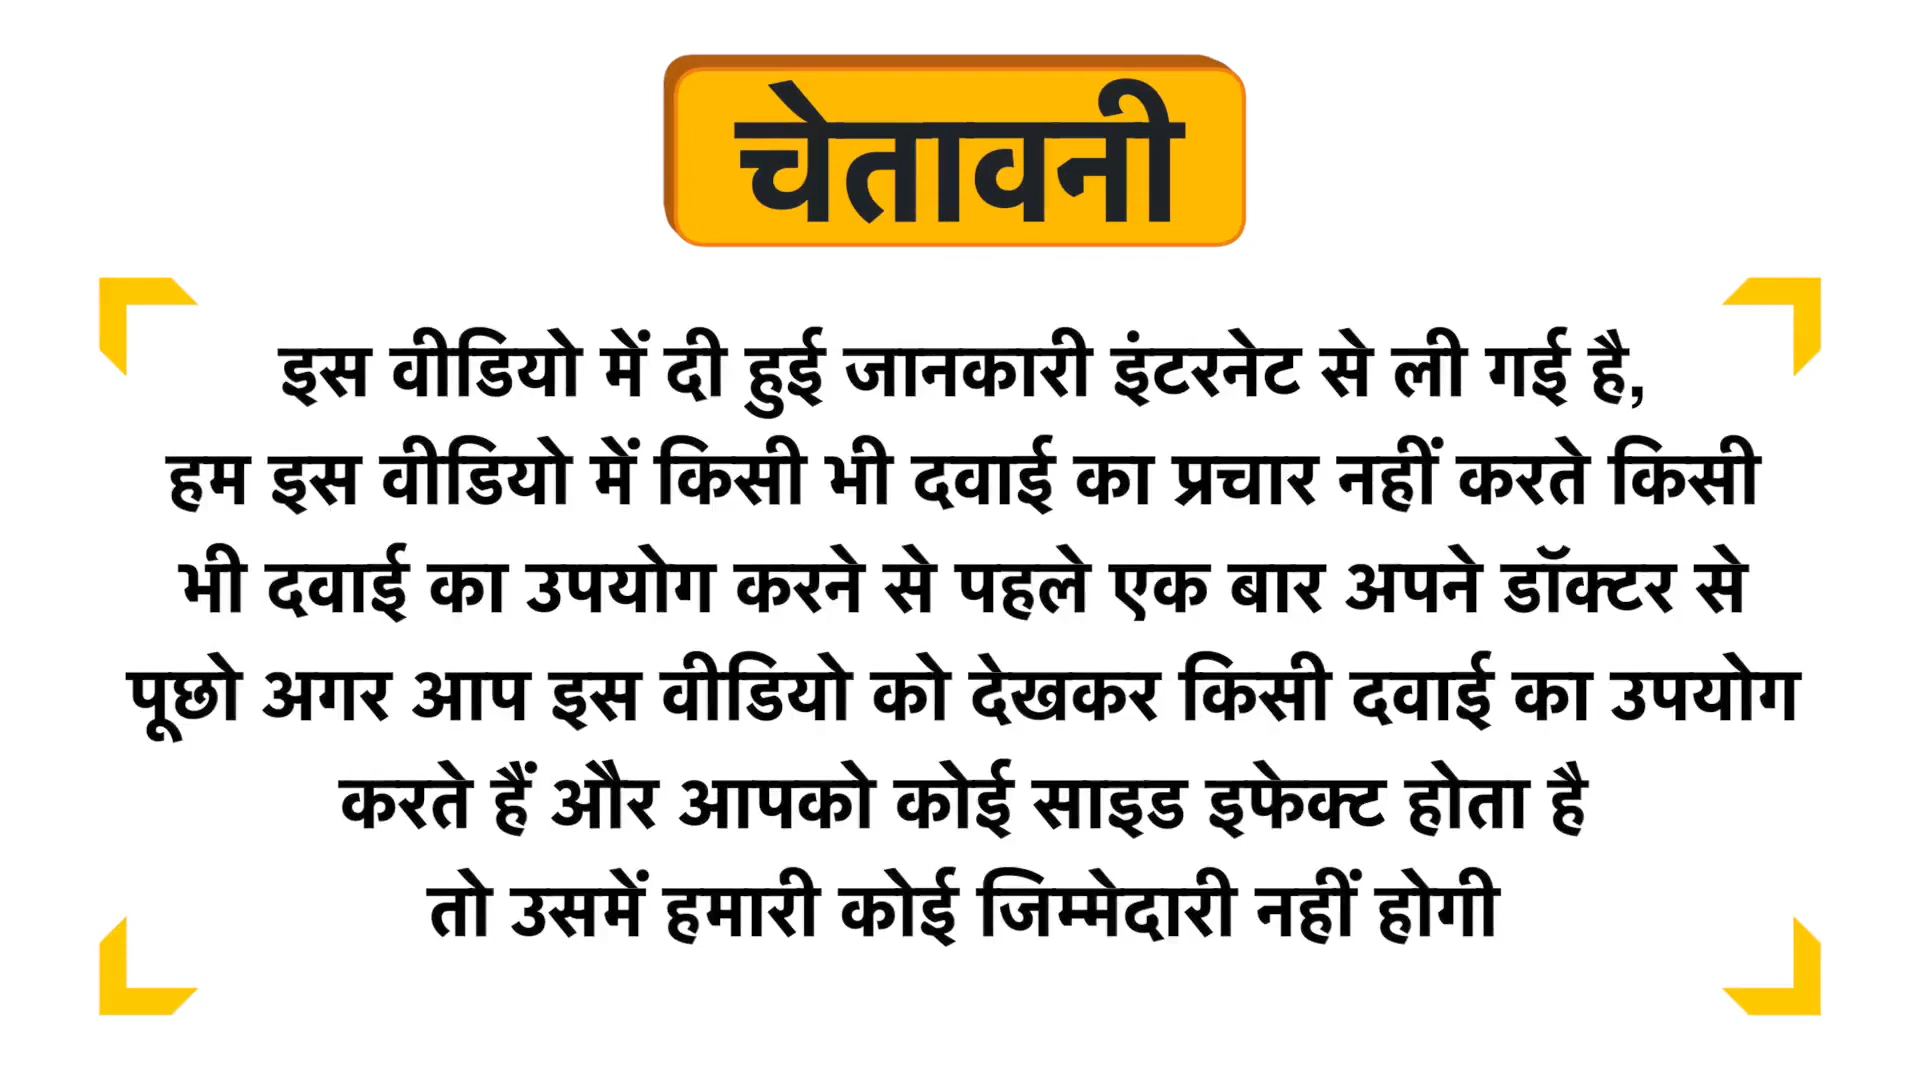 चेतावनी
इस वीडियो में दी हुई जानकारी इंटरनेट से ली गई है,
हम इस वीडियो में किसी भी दवाई का प्रचार नहीं करते किसी
भी दवाई का उपयोग करने से पहले एक बार अपने डॉक्टर से
पूछो अगर आप इस वीडियो को देखकर किसी दवाई का उपयोग
करते हैं और आपको कोई साइड इफेक्ट होता है
तो उसमें हमारी कोई जिम्मेदारी नहीं होगी